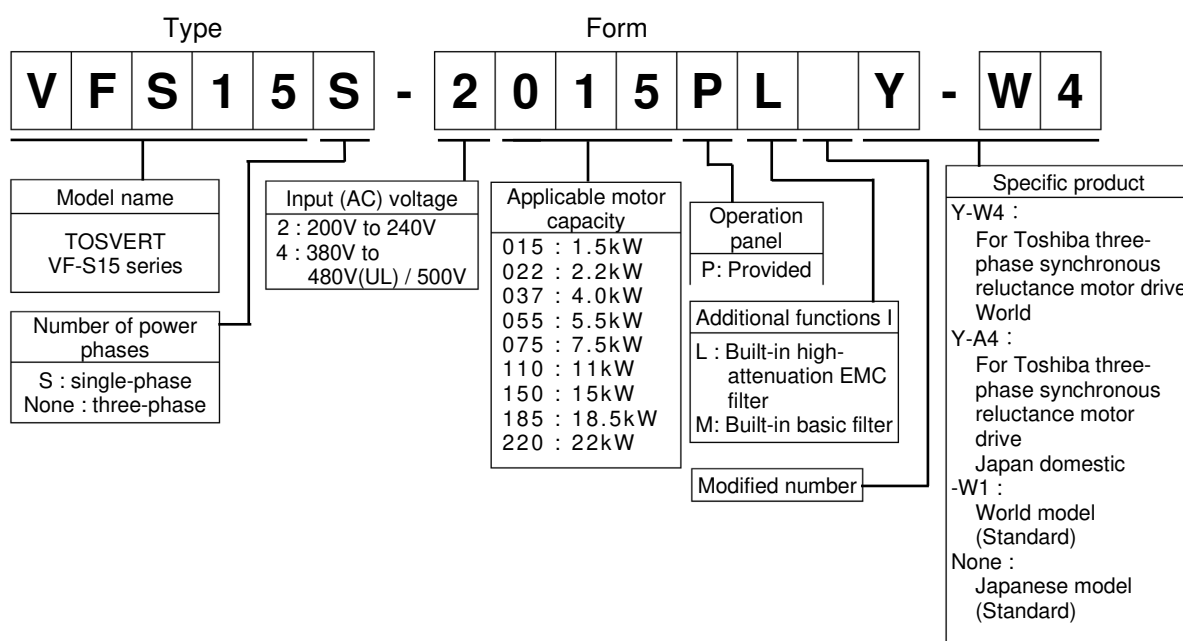 Type
Form
V F S 1 5 S - 2 0 1 5 P L Y - W 4
Model name
TOSVERT
VF-S15 series
Number of power
phases
S : single-phase
None : three-phase
Input (AC) voltage
2 : 200V to 240V
4 : 380V to
480V(UL) / 500V
Applicable motor
capacity
015 : 1.5kW
022 : 2.2kW
037 : 4.0kW
055 : 5.5kW
075 : 7.5kW
110 : 11kW
150 : 15kW
185 : 18.5kW
220 : 22kW
Operation
panel
P: Provided
Additional functions I
L : Built-in high-
attenuation EMC
filter
M: Built-in basic filter
Modified number
Specific product
Y-W4 :
For Toshiba three-
phase synchronous
reluctance motor drive
World
Y-A4 :
For Toshiba three-
phase synchronous
reluctance motor
drive
Japan domestic
-W1 :
World model
(Standard)
None :
Japanese model
(Standard)